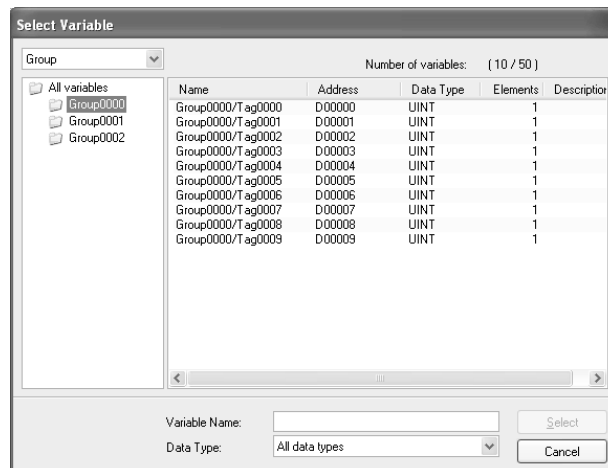 Select Variable
Group
Number of variables: ( 10 / 50 )
All variables
Group0000
Group0001
Group0002
Name Address Data Type Elements Description
Group0000/Tag0000 D00000 UINT 1
Group0000/Tag0001 D00001 UINT 1
Group0000/Tag0002 D00002 UINT 1
Group0000/Tag0003 D00003 UINT 1
Group0000/Tag0004 D00004 UINT 1
Group0000/Tag0005 D00005 UINT 1
Group0000/Tag0006 D00006 UINT 1
Group0000/Tag0007 D00007 UINT 1
Group0000/Tag0008 D00008 UINT 1
Group0000/Tag0009 D00009 UINT 1
Variable Name:
Select
Data Type: All data types
Cancel